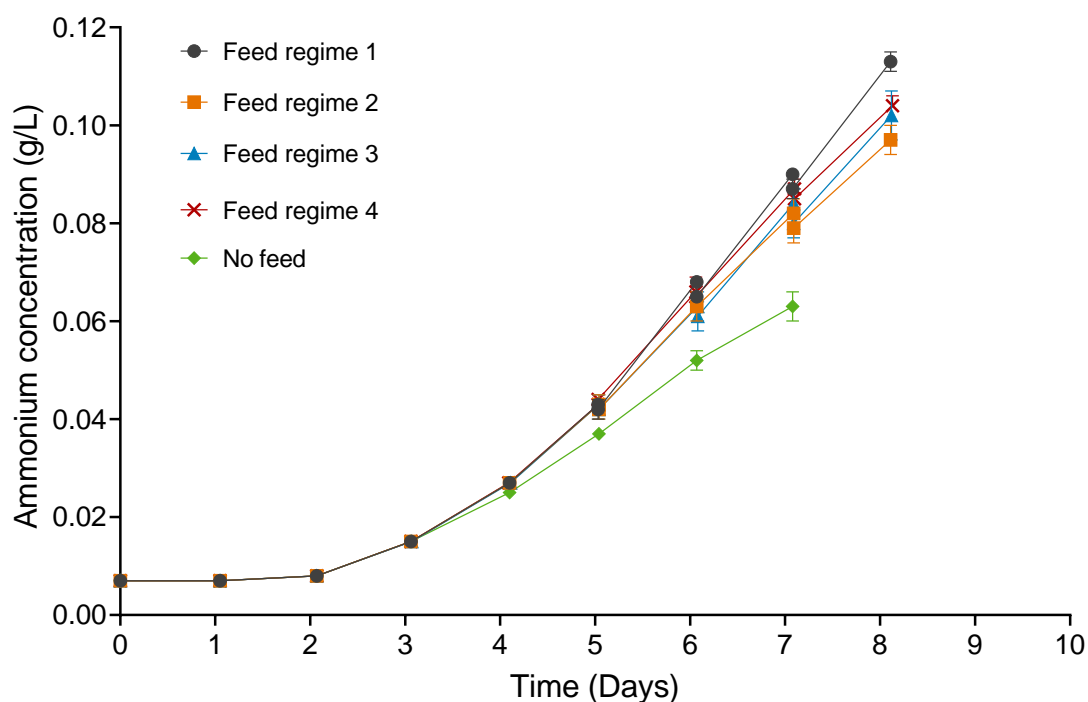 Ammonium concentration (g/L)
0.12
0.10
0.08
0.06
0.04
0.02
0.00
Feed regime 1
Feed regime 2
Feed regime 3
Feed regime 4
No feed
0 1 2 3 4 5 6 7 8 9 10
Time (Days)